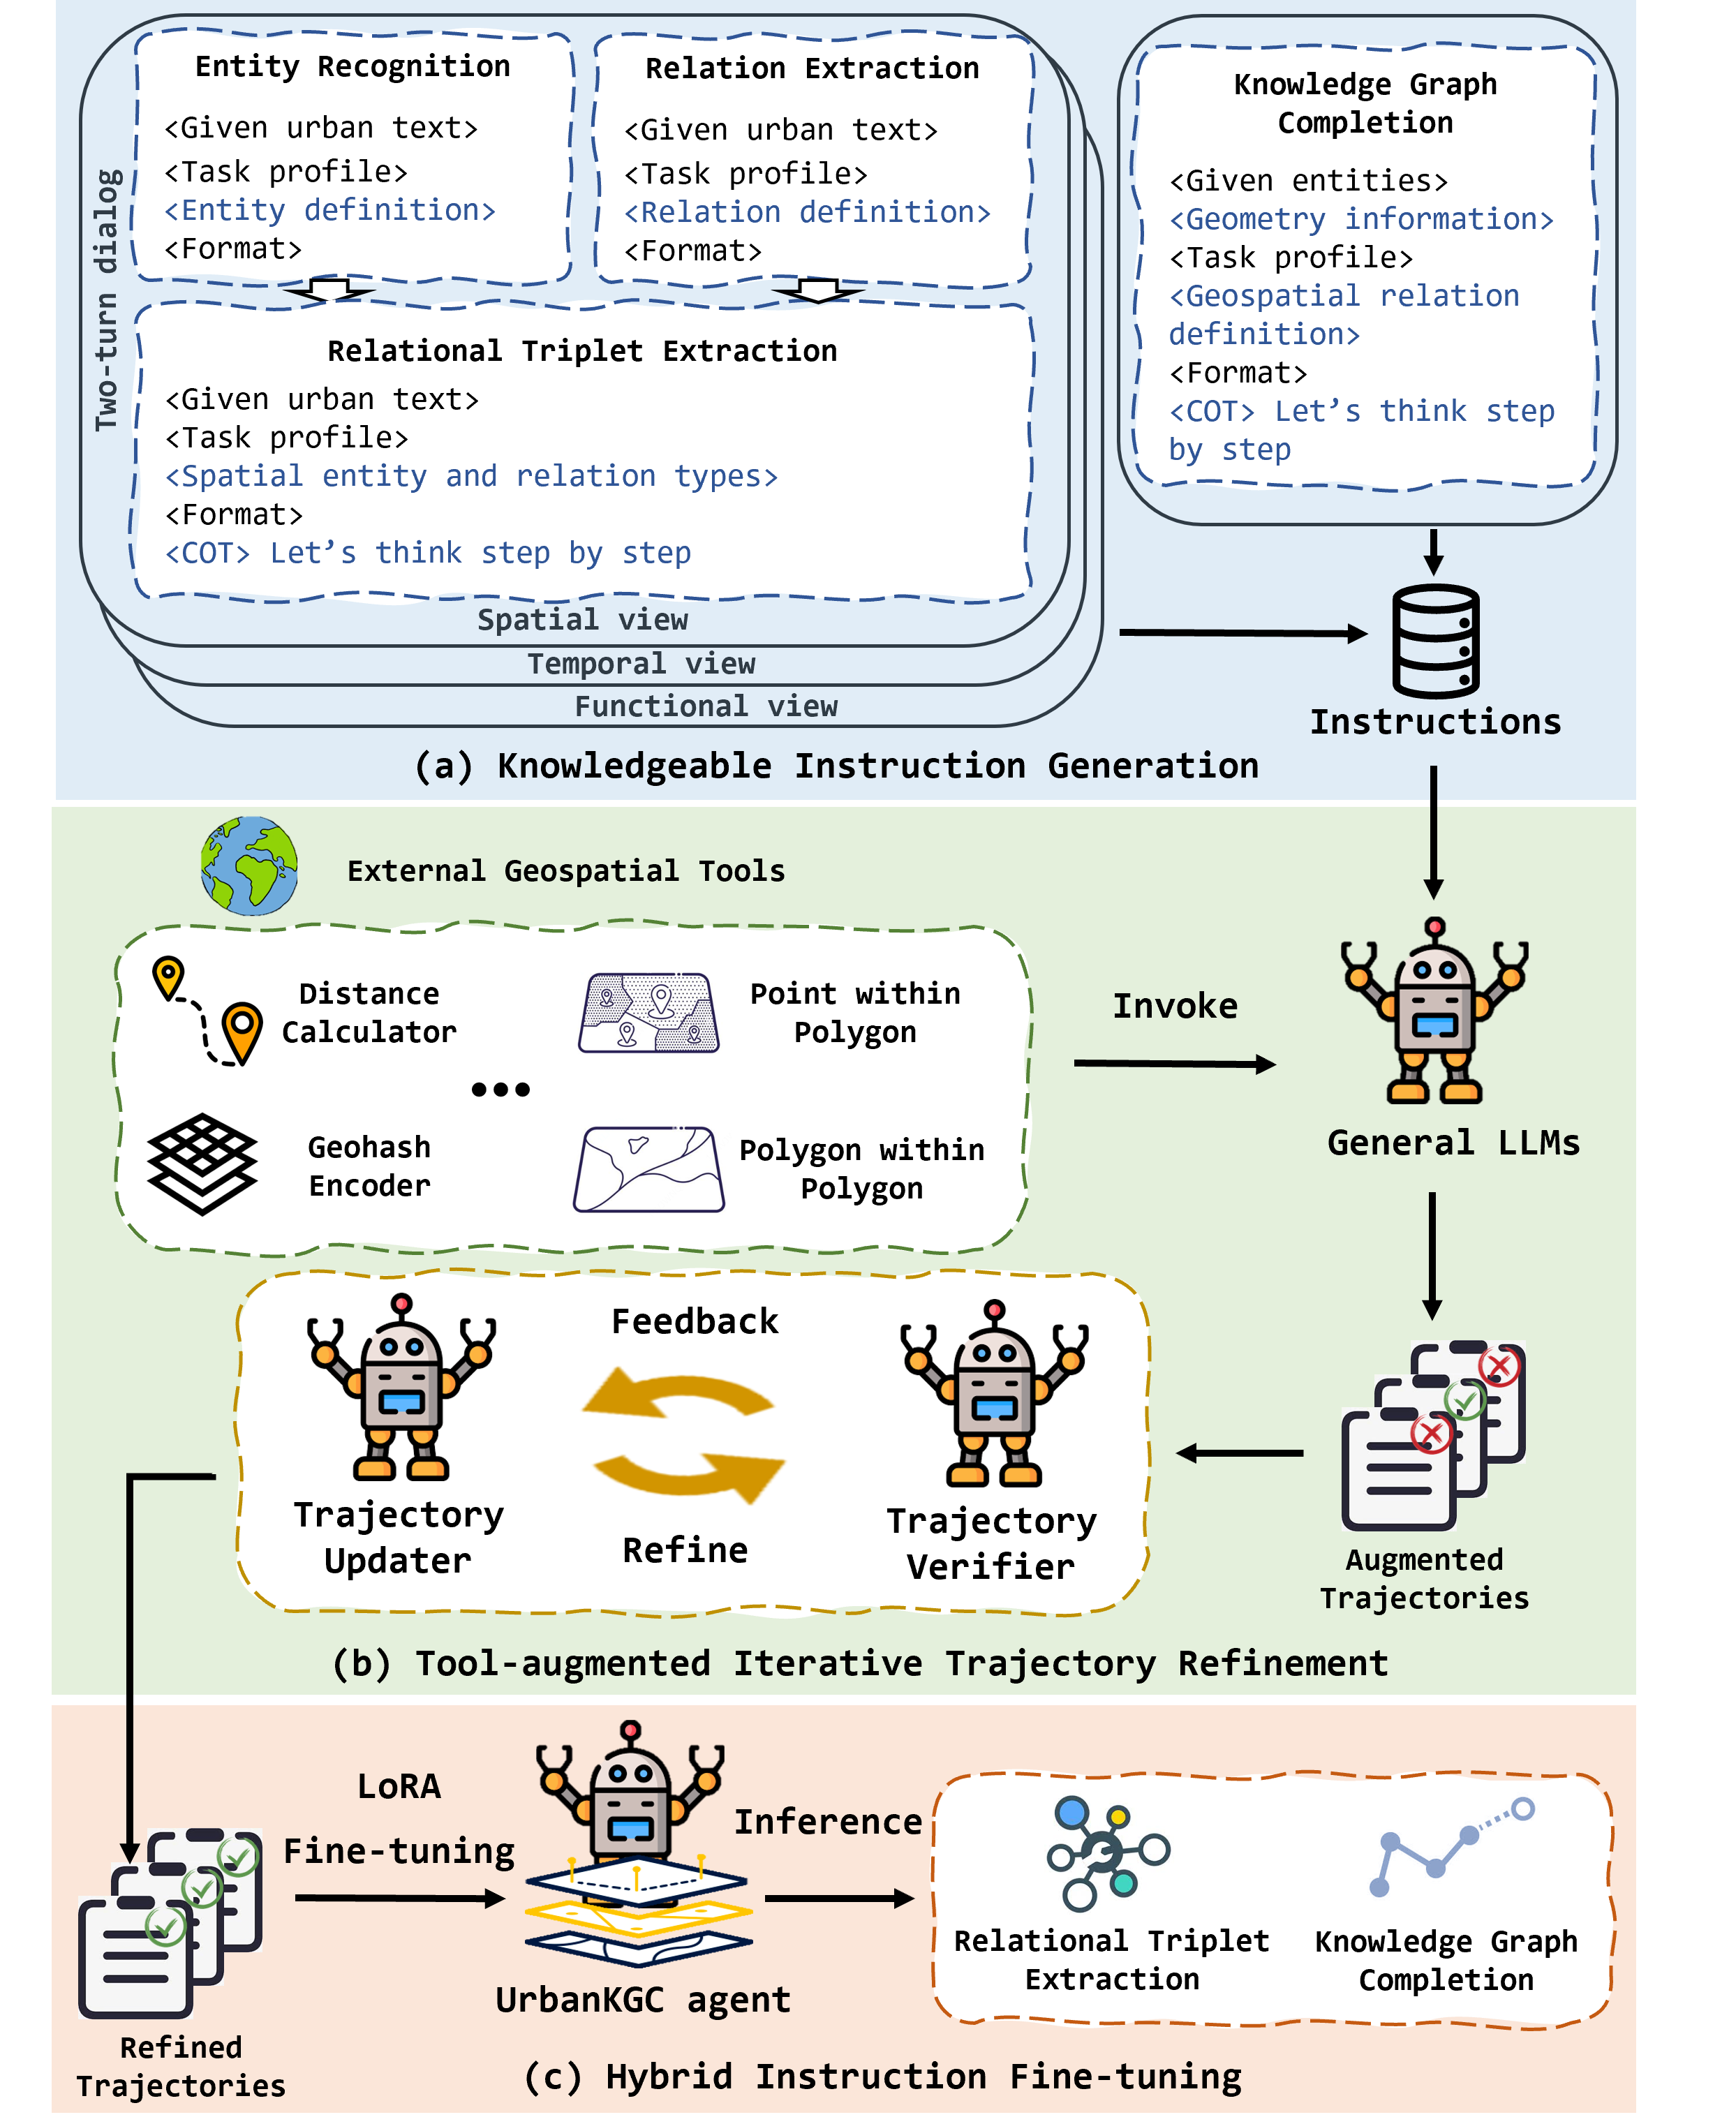 Two-turn dialog
Entity Recognition
<Given urban text>
<Task profile>
<Entity definition>
<Format>
Relation Extraction
<Given urban text>
<Task profile>
<Relation definition>
<Format>
Relational Triplet Extraction
<Given urban text>
<Task profile>
<Spatial entity and relation types>
<Format>
<COT> Let’s think step by step
Spatial view
Temporal view
Functional view
Knowledge Graph
Completion
<Given entities>
<Geometry information>
<Task profile>
<Geospatial relation
definition>
<Format>
<COT> Let’s think step
by step
Instructions
(a) Knowledgeable Instruction Generation
External Geospatial Tools
Distance
Calculator
Point within
Polygon
Geohash
Encoder
Polygon within
Polygon
Invoke
General LLMs
Feedback
Refine
Trajectory
Updater
Trajectory
Verifier
Augmented
Trajectories
(b) Tool-augmented Iterative Trajectory Refinement
Refined
Trajectories
LoRA
Fine-tuning
UrbanKGC agent
Inference
Relational Triplet
Extraction
Knowledge Graph
Completion
(c) Hybrid Instruction Fine-tuning